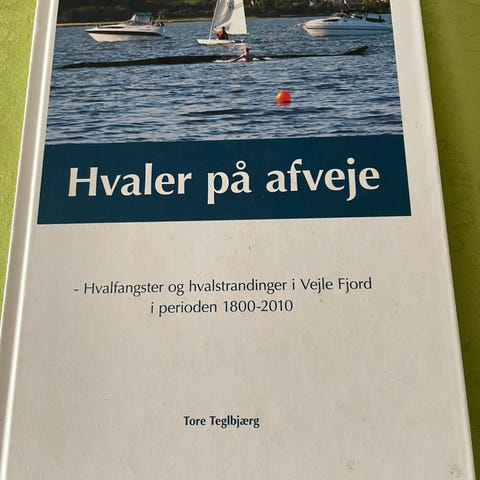 Hvaler på afveje
- Hvalfangster og hvalstrandinger i Vejle Fjord
i perioden 1800-2010
Tore Teglbjærg